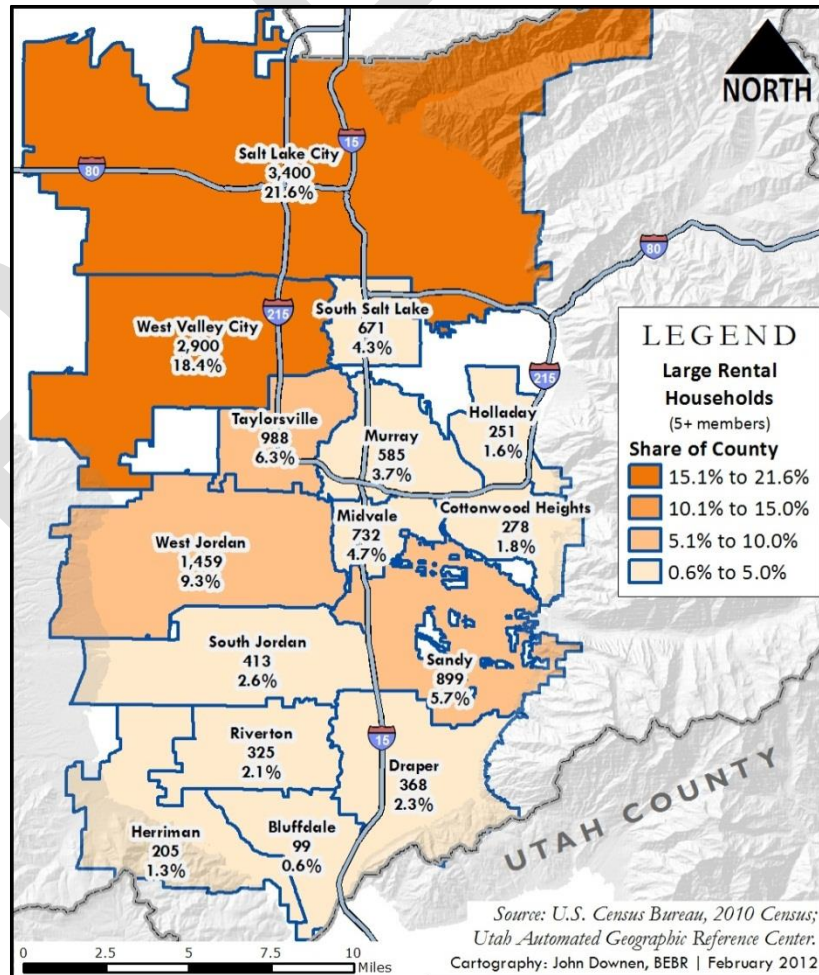 NORTH
15
Salt Lake City
3,400
21.6%
80
80
215
West Valley City
2,900
18.4%
South Salt Lake
671
4.3%
LEGEND
Large Rental
Households
(5+ members)
Share of County
15.1% to 21.6%
10.1% to 15.0%
5.1% to 10.0%
0.6% to 5.0%
215
Taylorsville
988
6.3%
Murray
585
3.7%
Holladay
251
1.6%
Midvale
732
4.7%
Cottonwood Heights
278
1.8%
West Jordan
1,459
9.3%
South Jordan
413
2.6%
Sandy
899
5.7%
Riverton
325
2.1%
15
Draper
368
2.3%
Herriman
205
1.3%
Bluffdale
99
0.6%
UTAH COUNTY
Source: U.S. Census Bureau, 2010 Census;
Utah Automated Geographic Reference Center.
Cartography: John Downen, BEBR | February 2012
0 2.5 5 7.5 10
Miles